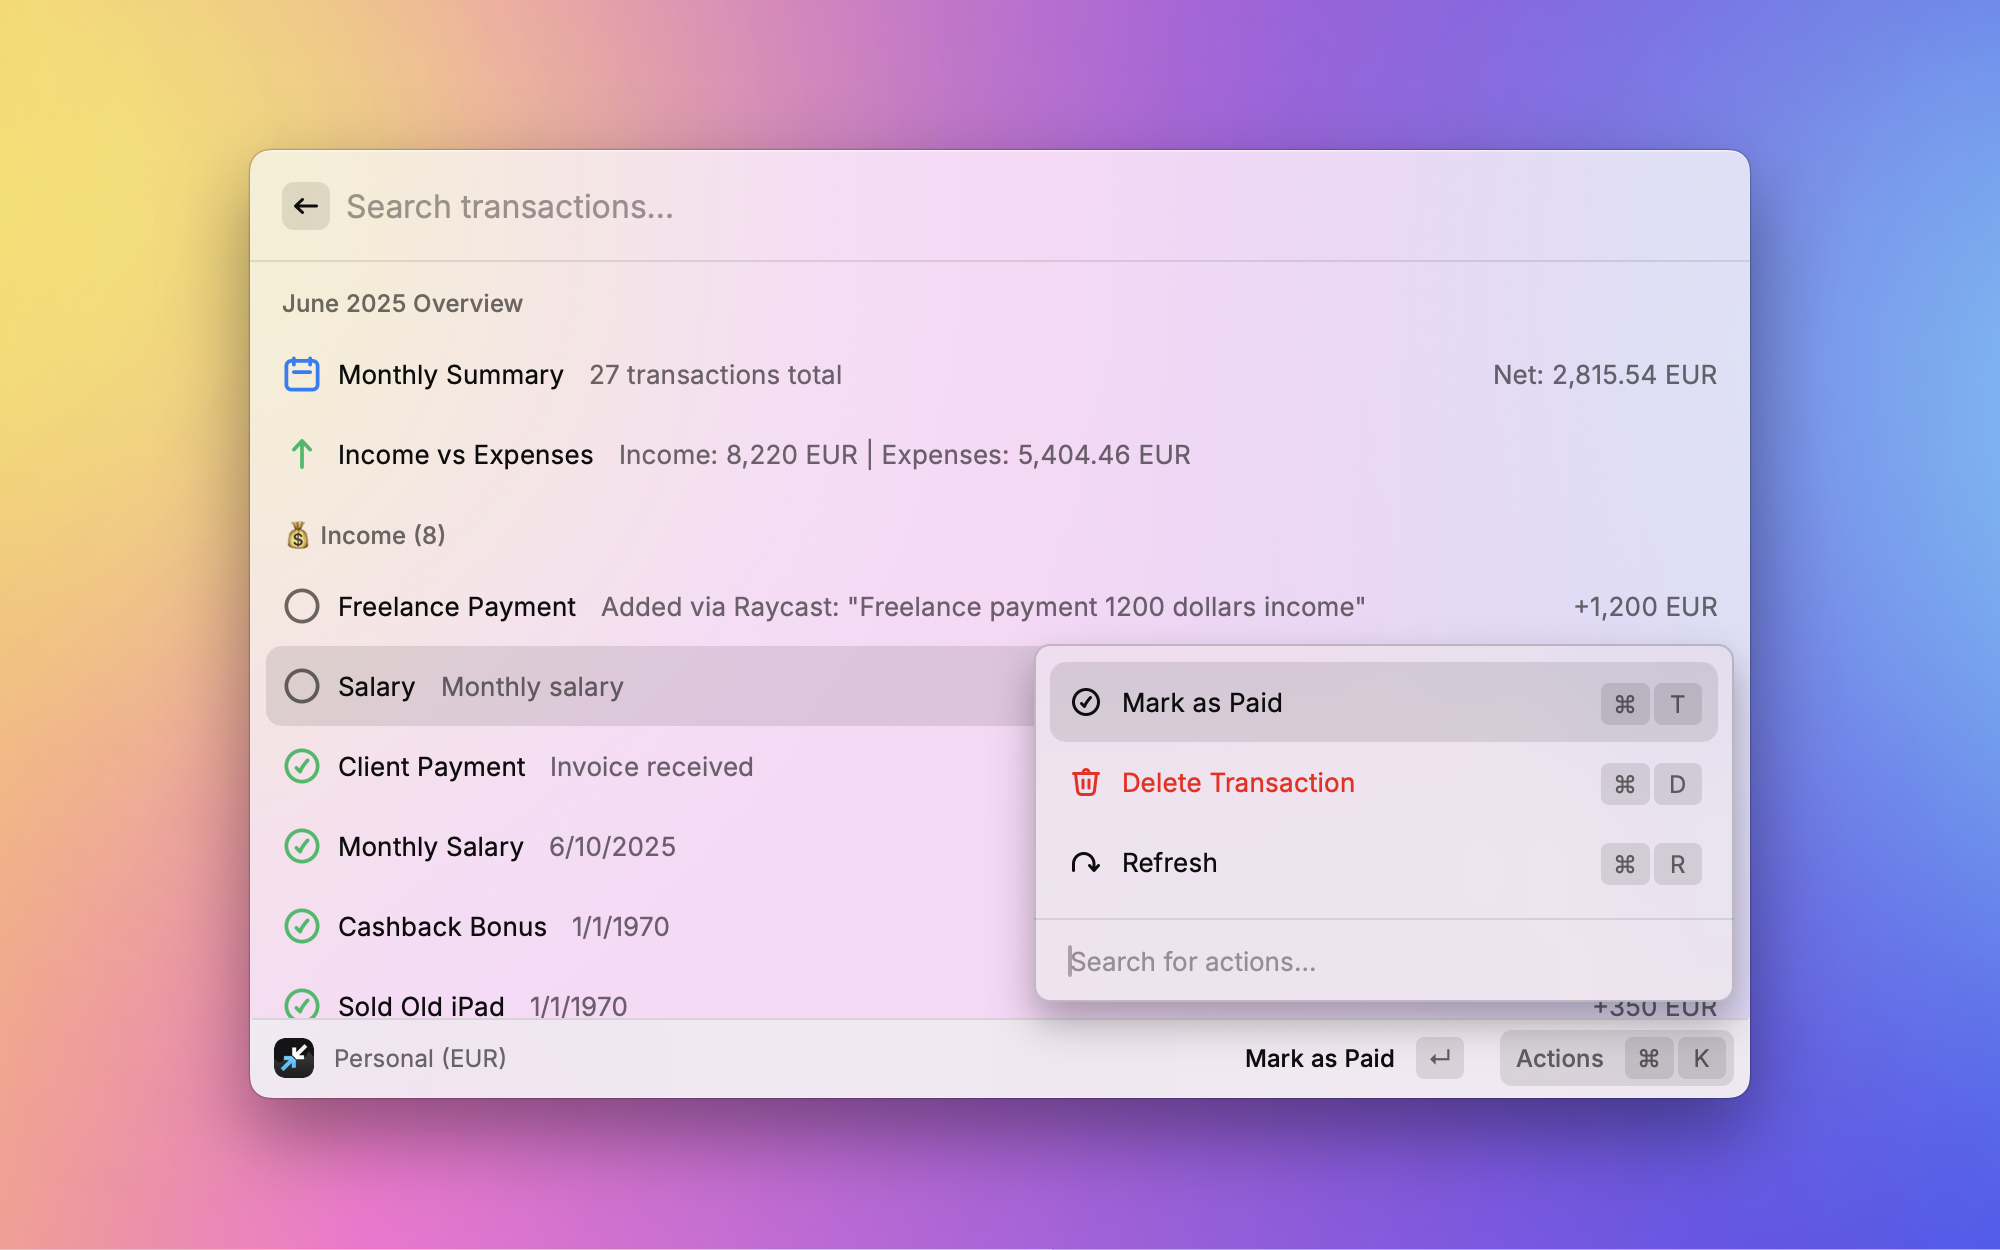 Search transactions...
June 2025 Overview
Monthly Summary 27 transactions total Net: 2,815.54 EUR
Income vs Expenses Income: 8,220 EUR | Expenses: 5,404.46 EUR
💰 Income (8)
Freelance Payment Added via Raycast: "Freelance payment 1200 dollars income" +1,200 EUR
Salary Monthly salary
Client Payment Invoice received
Monthly Salary 6/10/2025
Cashback Bonus 1/1/1970
Sold Old iPad 1/1/1970 +350 EUR
Mark as Paid ⌘ T
Delete Transaction ⌘ D
Refresh ⌘ R
Search for actions...
Personal (EUR) Mark as Paid ↵ Actions ⌘ K